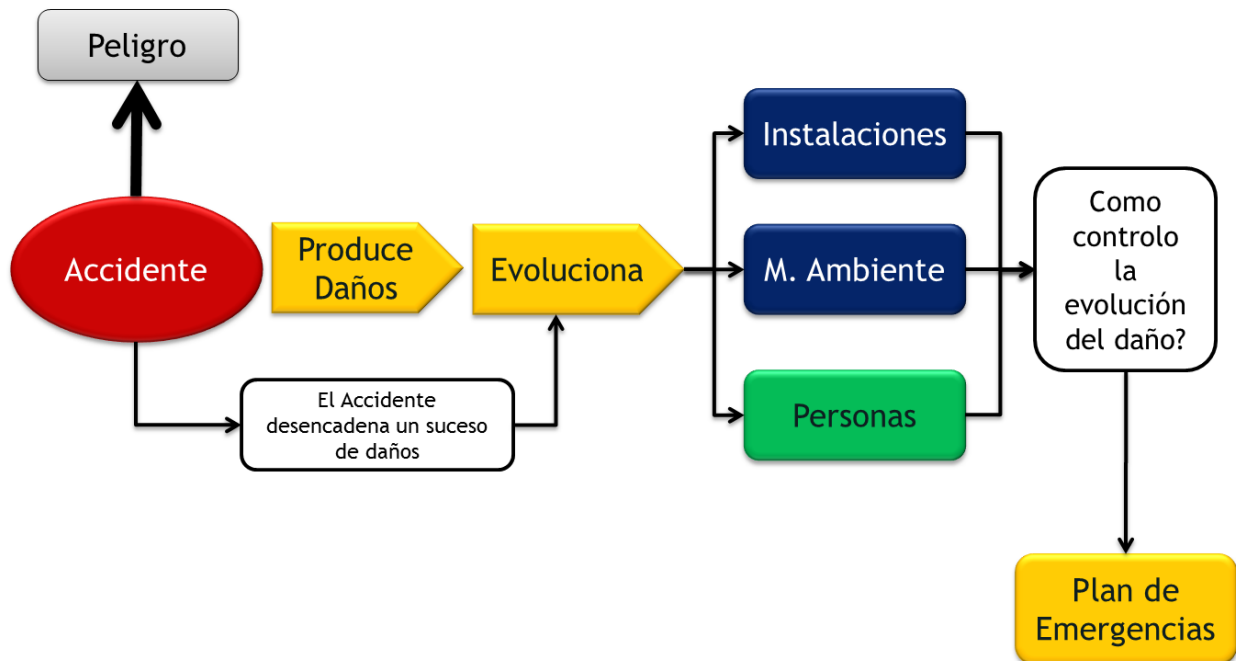 Peligro
Accidente
Produce
Daños
Evoluciona
El Accidente
desencadena un suceso
de daños
Instalaciones
M. Ambiente
Personas
Como
controlo
la
evolución
del daño?
Plan de
Emergencias